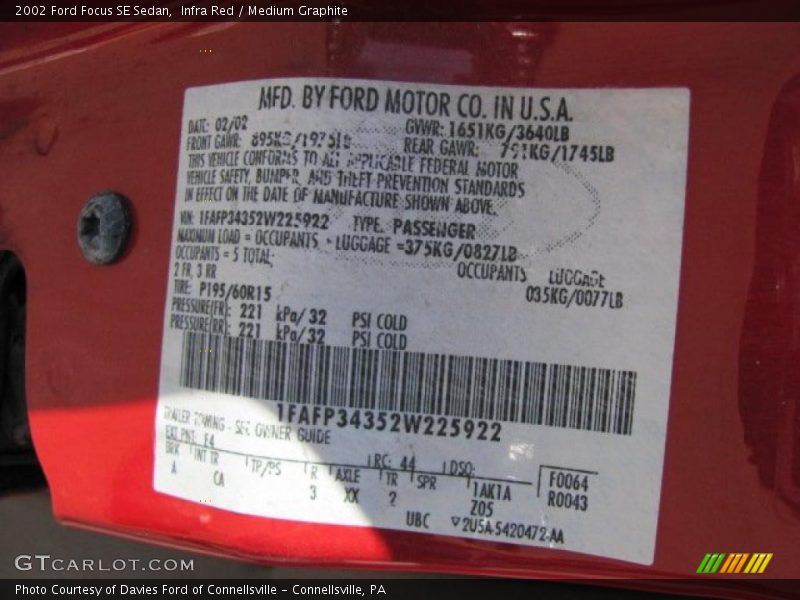 2002 Ford Focus SE Sedan, Infra Red / Medium Graphite
MFD. BY FORD MOTOR CO. IN U.S.A.
DATE: 02/02 GVWR: 1651KG/3640LB
FRONT GAWR: 895KG/1975LB REAR GAWR: 791KG/1745LB
THIS VEHICLE CONFORMS TO ALL APPLICABLE FEDERAL MOTOR
VEHICLE SAFETY, BUMPER, AND THEFT PREVENTION STANDARDS
IN EFFECT ON THE DATE OF MANUFACTURE SHOWN ABOVE.
VIN: 1FAFP34352W225922 TYPE: PASSENGER
MAXIMUM LOAD = OCCUPANTS + LUGGAGE =375KG/0827LB
OCCUPANTS = 5 TOTAL; OCCUPANTS LUGGAGE
2 FR, 3 RR 035KG/0077LB
TIRE: P195/60R15
PRESSURE(FR): 221 kPa/ 32 PSI COLD
PRESSURE(RR): 221 kPa/ 32 PSI COLD
1FAFP34352W225922
TRAILER TOWING - SEE OWNER GUIDE
EXT PNT: E4 RC: 44 DSO: F0064
BRK INT TR TP/PS R AXLE TR SPR R0043
A CA 3 XX 2 1AK1A
Z05
UBC 2U5A-5420472-AA
GTCARLOT.COM
Photo Courtesy of Davies Ford of Connellsville - Connellsville, PA